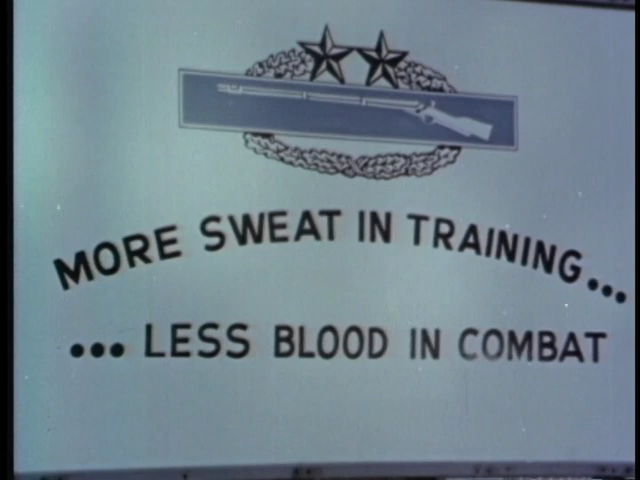 MORE SWEAT IN TRAINING...
...LESS BLOOD IN COMBAT